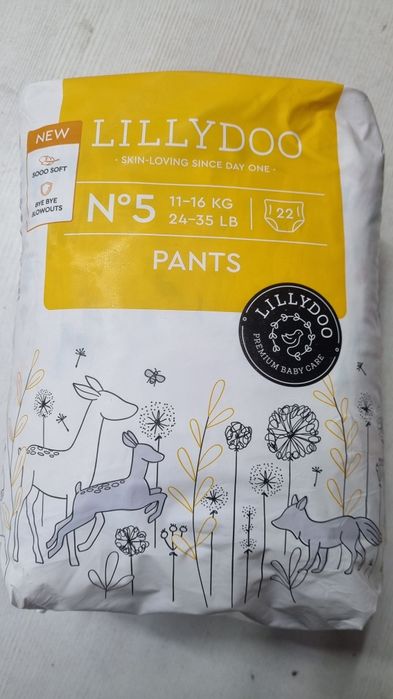 NEW
SOOO SOFT
BYE BYE
BLOWOUTS
LILLYDOO
· SKIN-LOVING SINCE DAY ONE ·
Nº5
11–16 KG
24–35 LB
22
PANTS
LILLYDOO
PREMIUM BABY CARE